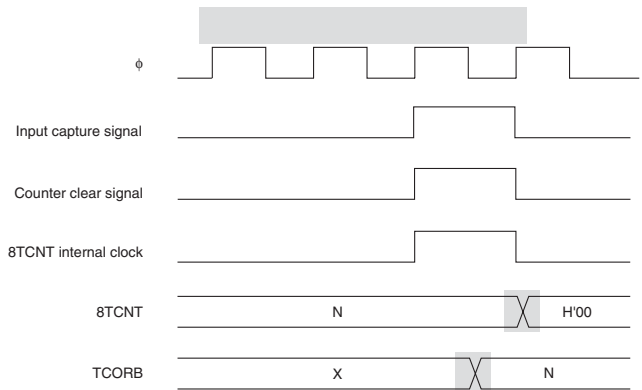 φ
Input capture signal
Counter clear signal
8TCNT internal clock
8TCNT N H'00
TCORB X N